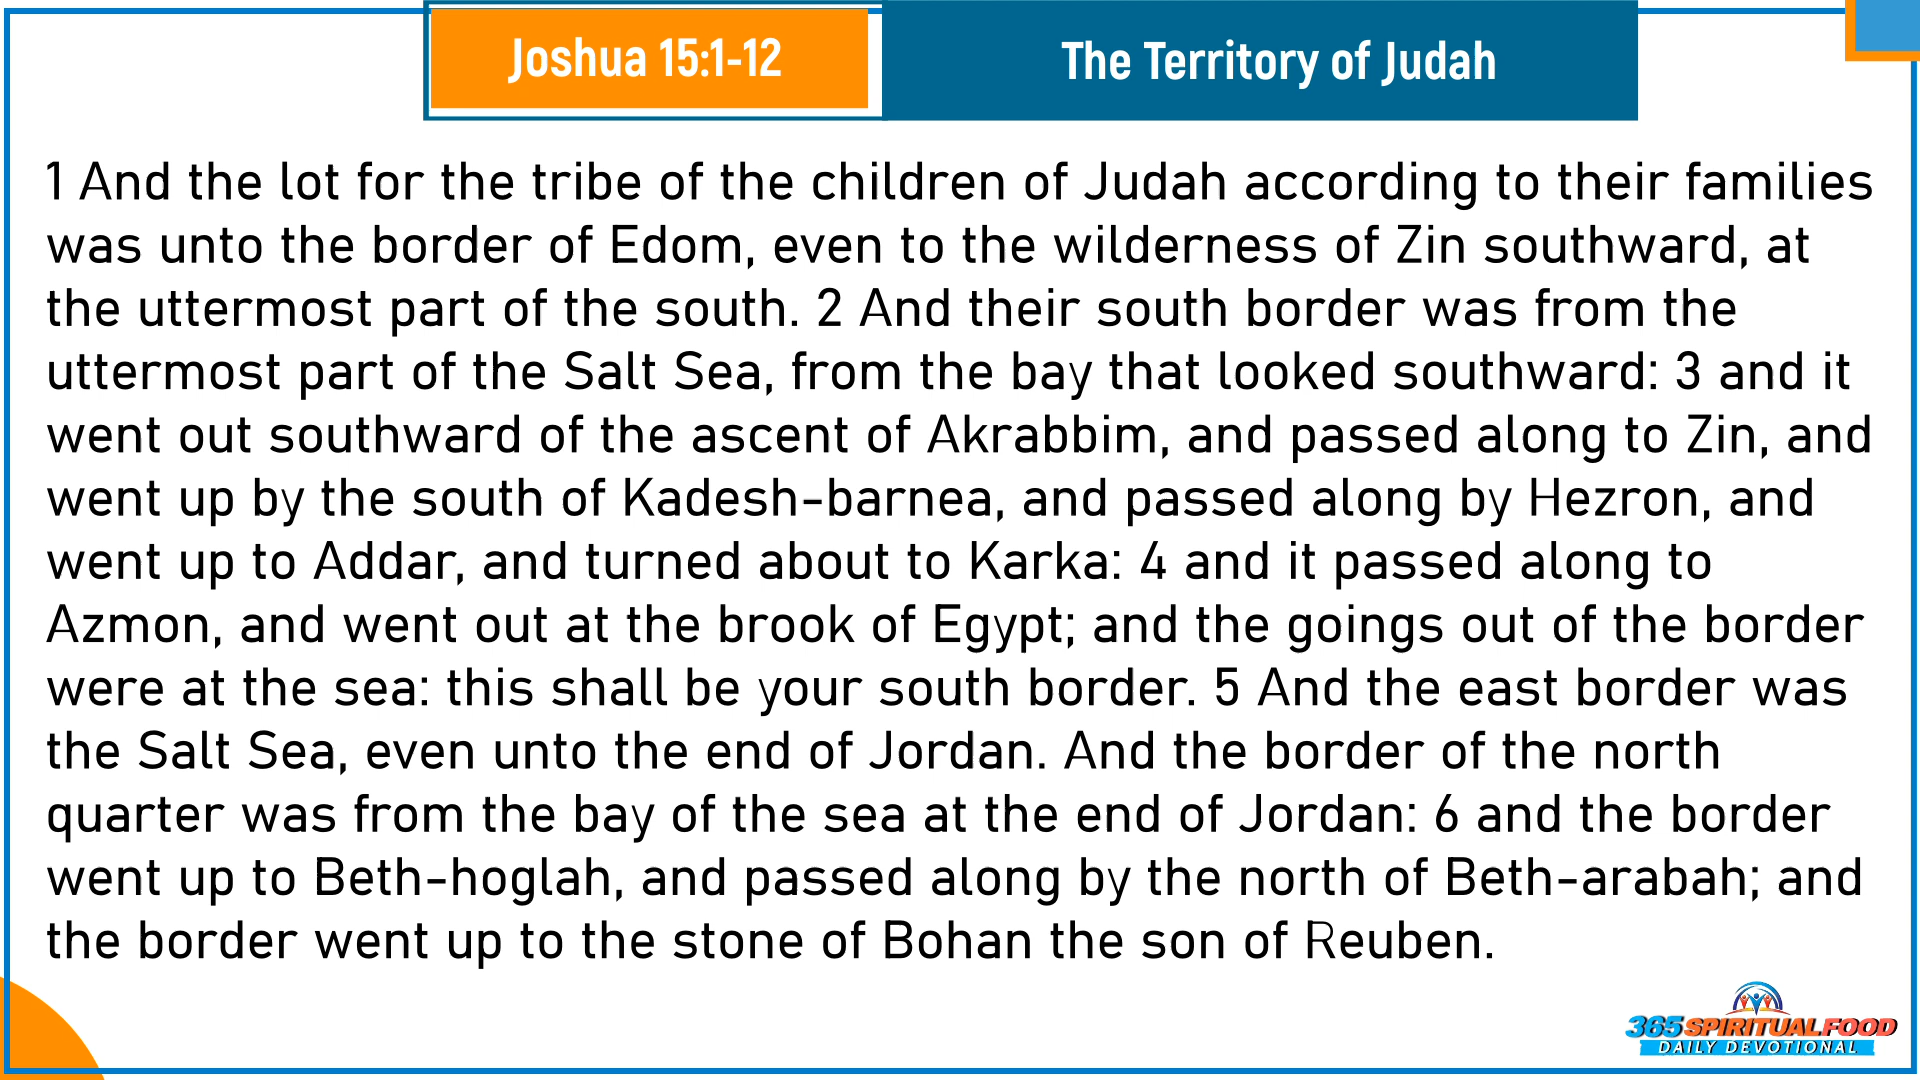 Joshua 15:1-12
The Territory of Judah
1 And the lot for the tribe of the children of Judah according to their families
was unto the border of Edom, even to the wilderness of Zin southward, at
the uttermost part of the south. 2 And their south border was from the
uttermost part of the Salt Sea, from the bay that looked southward: 3 and it
went out southward of the ascent of Akrabbim, and passed along to Zin, and
went up by the south of Kadesh-barnea, and passed along by Hezron, and
went up to Addar, and turned about to Karka: 4 and it passed along to
Azmon, and went out at the brook of Egypt; and the goings out of the border
were at the sea: this shall be your south border. 5 And the east border was
the Salt Sea, even unto the end of Jordan. And the border of the north
quarter was from the bay of the sea at the end of Jordan: 6 and the border
went up to Beth-hoglah, and passed along by the north of Beth-arabah; and
the border went up to the stone of Bohan the son of Reuben.
365 SPIRITUAL FOOD
DAILY DEVOTIONAL